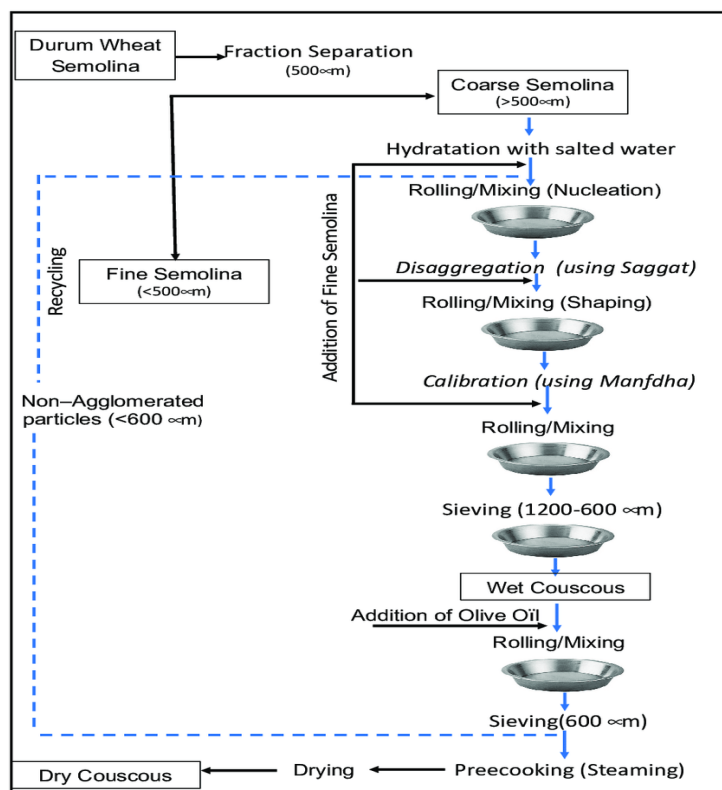 Durum Wheat
Semolina
Fraction Separation
(500∝m)
Coarse Semolina
(>500∝m)
Hydratation with salted water
Rolling/Mixing (Nucleation)
Fine Semolina
(<500∝m)
Recycling
Addition of Fine Semolina
Disaggregation (using Saggat)
Rolling/Mixing (Shaping)
Calibration (using Manfdha)
Non–Agglomerated
particles (<600 ∝m)
Rolling/Mixing
Sieving (1200-600 ∝m)
Wet Couscous
Addition of Olive Oïl
Rolling/Mixing
Sieving(600 ∝m)
Dry Couscous
Drying
Preecooking (Steaming)